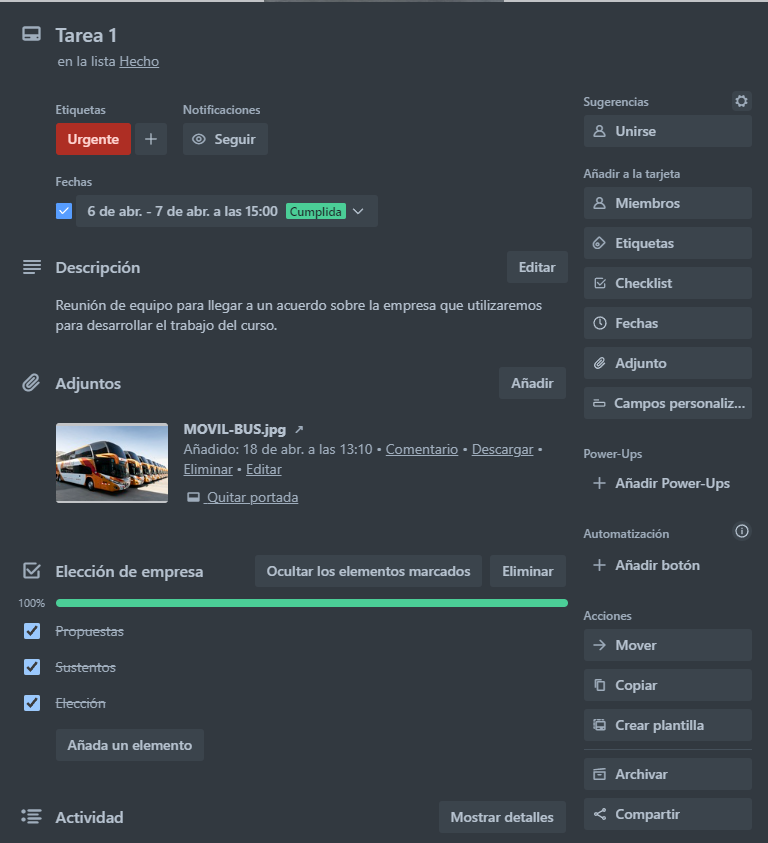 Tarea 1
en la lista Hecho
Etiquetas
Notificaciones
Urgente
Seguir
Fechas
6 de abr. - 7 de abr. a las 15:00 Cumplida
Descripción
Editar
Reunión de equipo para llegar a un acuerdo sobre la empresa que utilizaremos
para desarrollar el trabajo del curso.
Adjuntos
Añadir
MOVIL-BUS.jpg ↗
Añadido: 18 de abr. a las 13:10 • Comentario • Descargar •
Eliminar • Editar
Quitar portada
Elección de empresa
Ocultar los elementos marcados
Eliminar
100%
Propuestas
Sustentos
Elección
Añada un elemento
Actividad
Mostrar detalles
Sugerencias
Unirse
Añadir a la tarjeta
Miembros
Etiquetas
Checklist
Fechas
Adjunto
Campos personaliz...
Power-Ups
+ Añadir Power-Ups
Automatización
+ Añadir botón
Acciones
Mover
Copiar
Crear plantilla
Archivar
Compartir